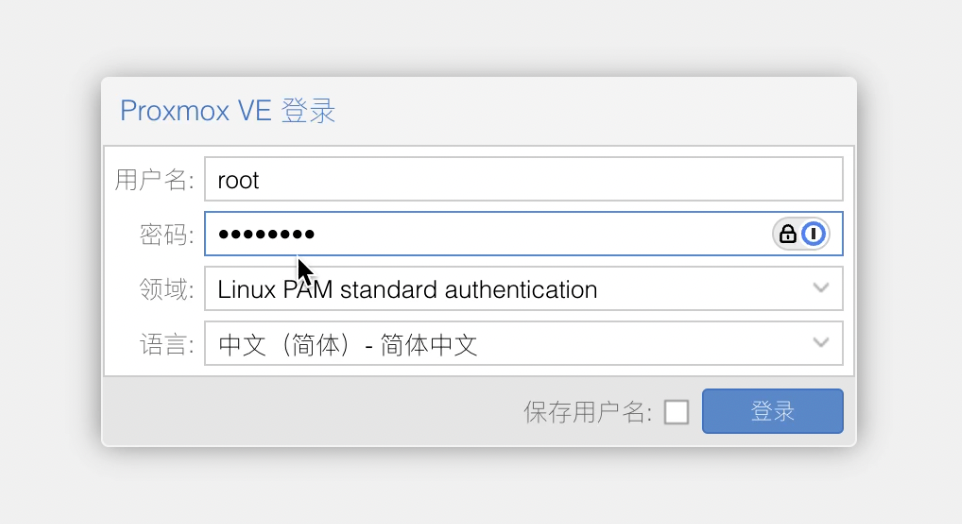 Proxmox VE 登录
用户名: root
密码: ••••••••
领域: Linux PAM standard authentication
语言: 中文（简体）- 简体中文
保存用户名: 登录